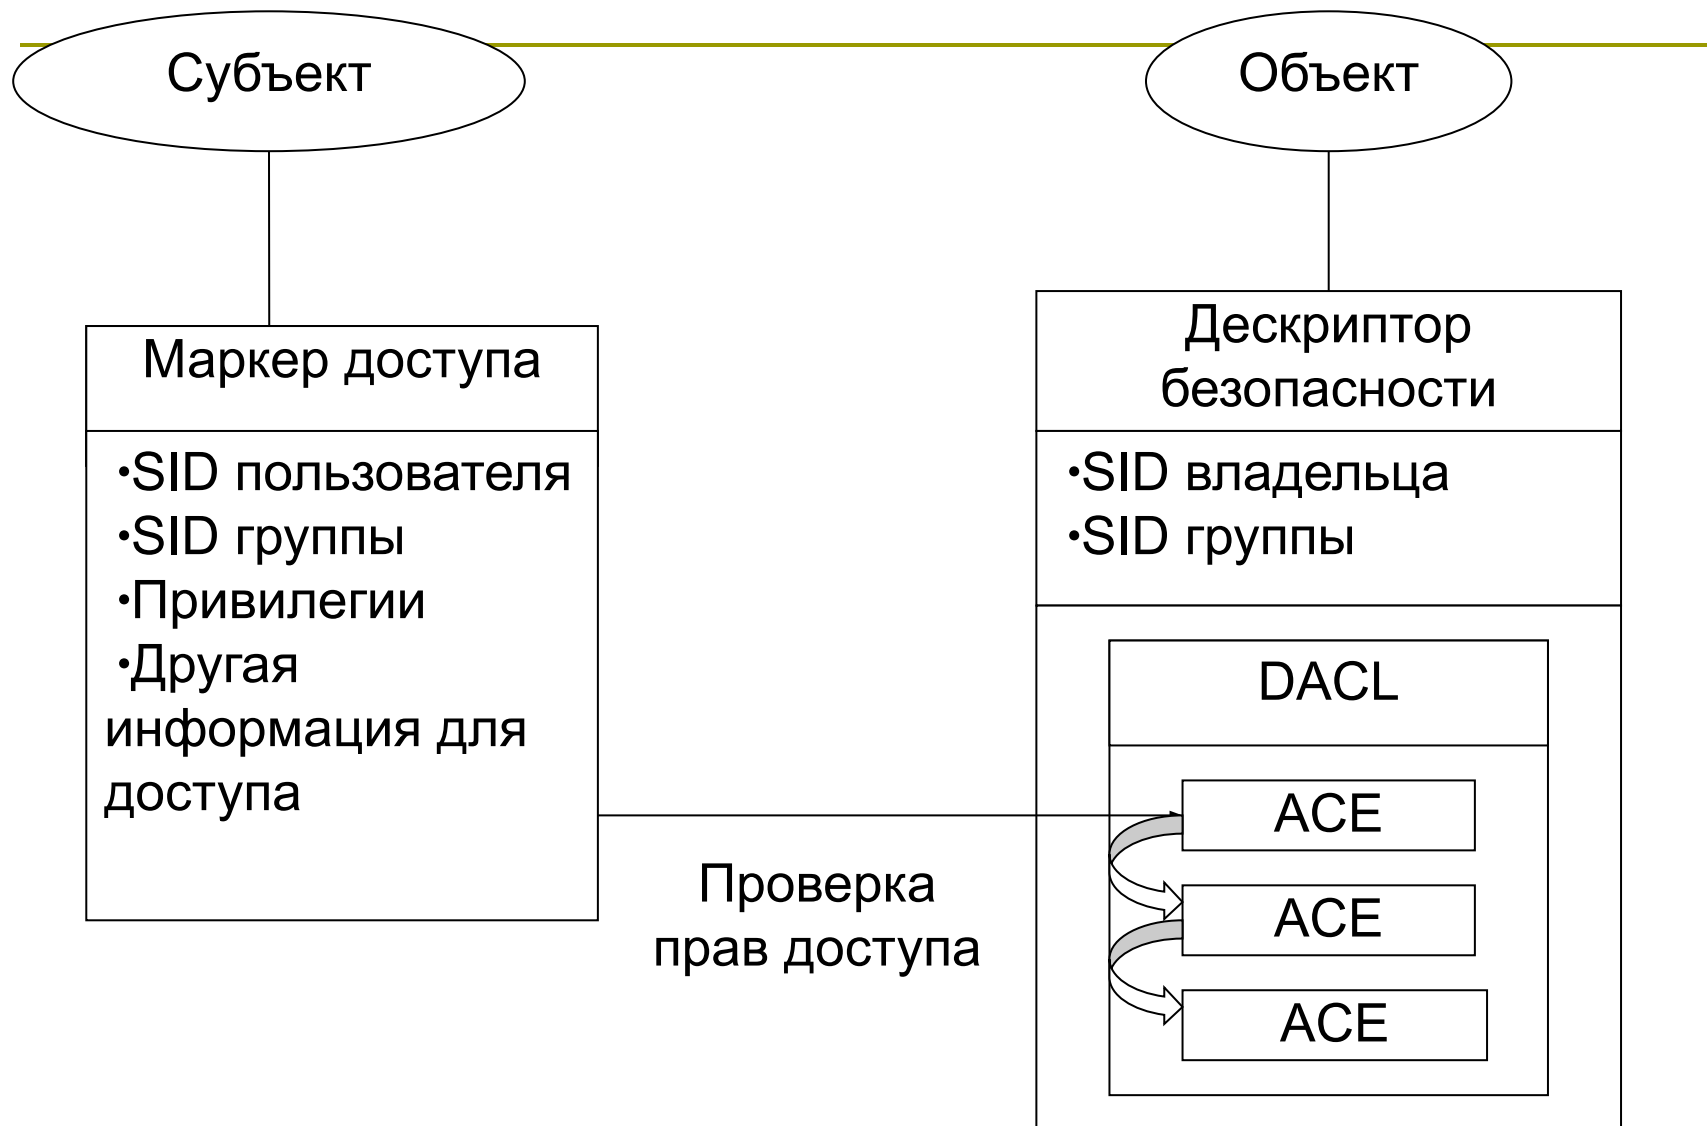 Субъект
Объект
Маркер доступа
•SID пользователя
•SID группы
•Привилегии
•Другая
информация для
доступа
Проверка
прав доступа
Дескриптор
безопасности
•SID владельца
•SID группы
DACL
ACE
ACE
ACE